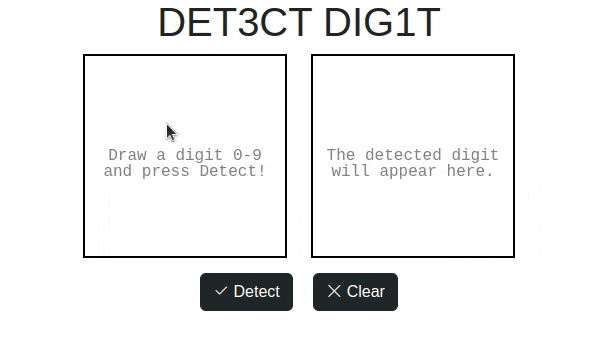 DET3CT DIG1T
Draw a digit 0-9
and press Detect!
The detected digit
will appear here.
Detect
Clear